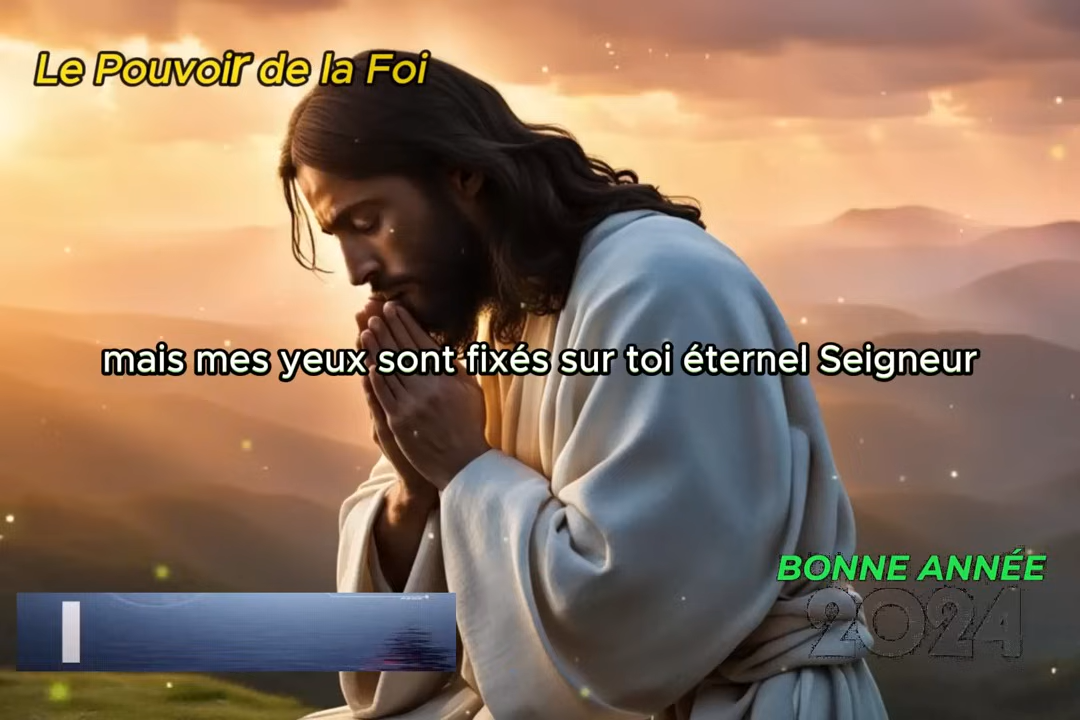 Le Pouvoir de la Foi
mais mes yeux sont fixés sur toi éternel Seigneur
BONNE ANNÉE
2024